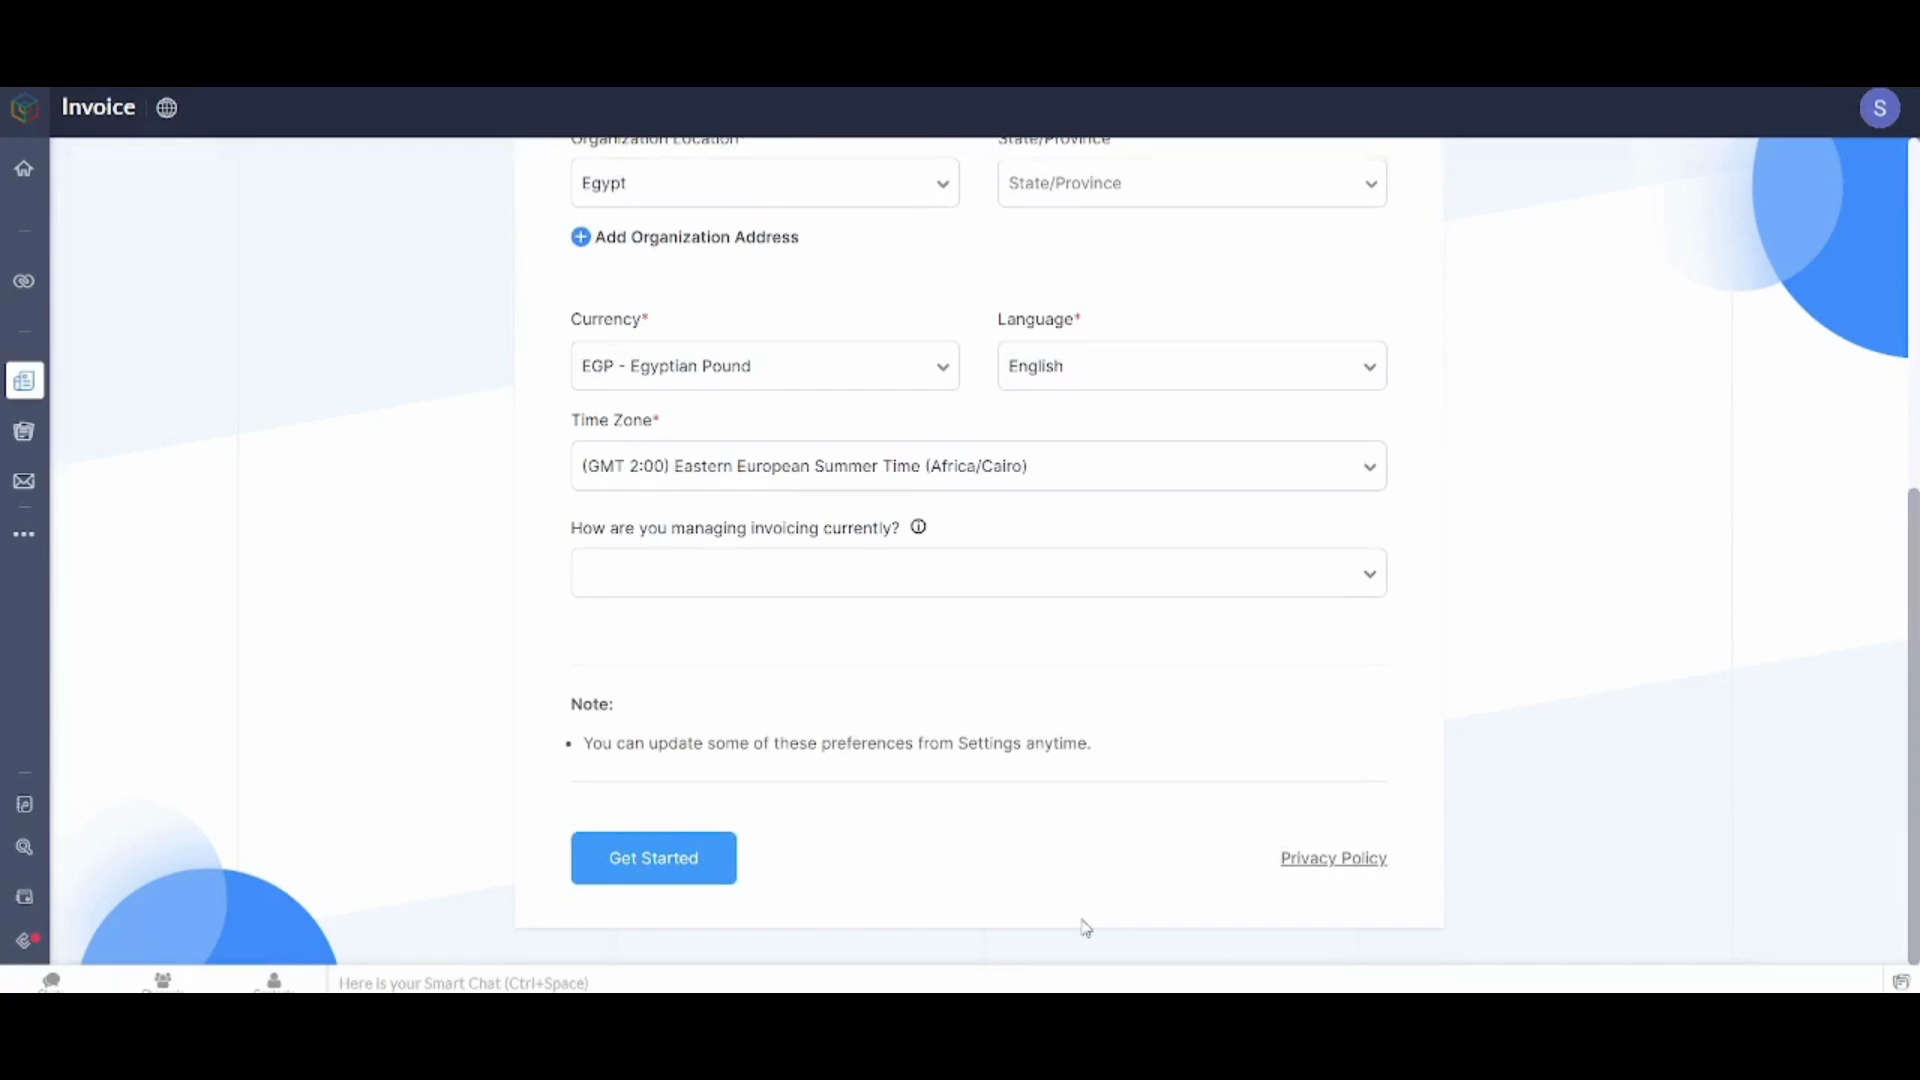 Invoice
S
Organization Location*
State/Province
Egypt
State/Province
Add Organization Address
Currency*
Language*
EGP - Egyptian Pound
English
Time Zone*
(GMT 2:00) Eastern European Summer Time (Africa/Cairo)
How are you managing invoicing currently?
Note:
• You can update some of these preferences from Settings anytime.
Get Started
Privacy Policy
Here is your Smart Chat (Ctrl+Space)